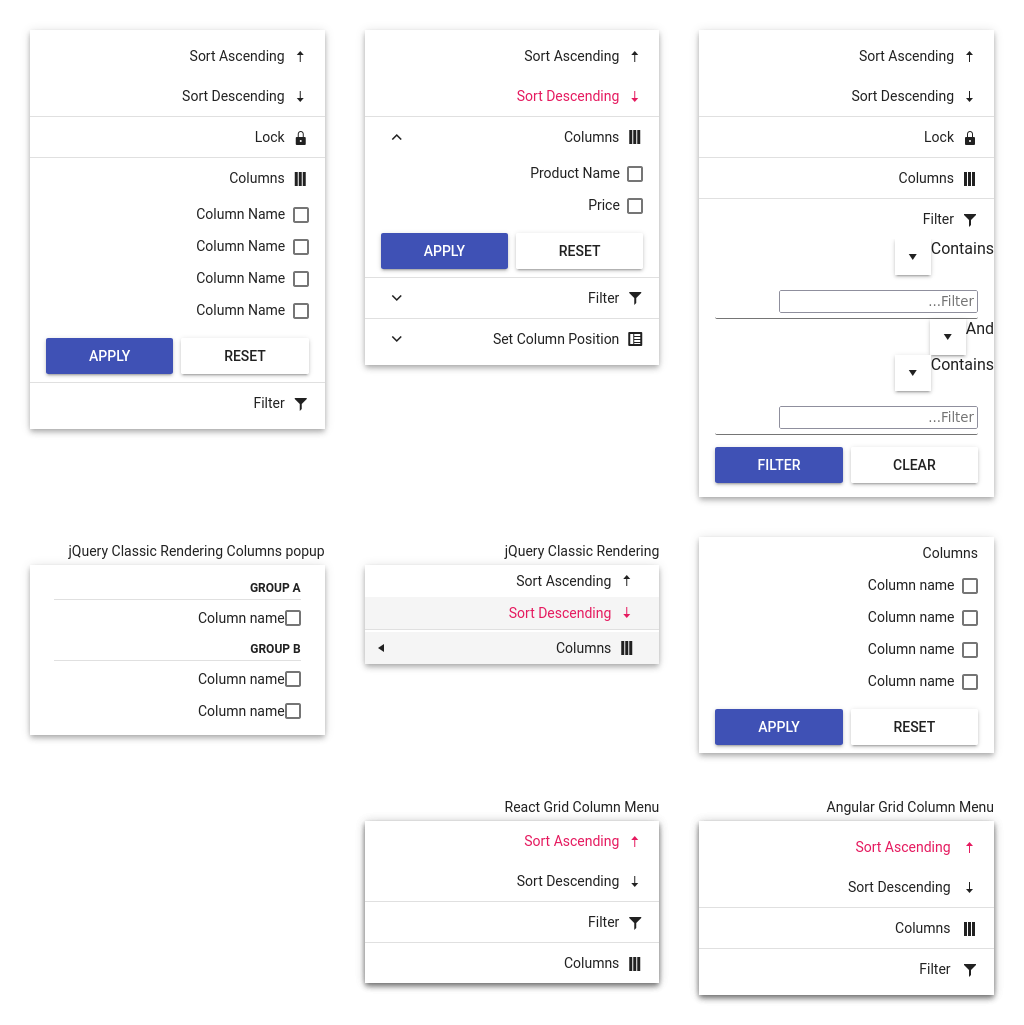 Sort Ascending
Sort Descending
Lock
Columns
Column Name
Column Name
Column Name
Column Name
APPLY RESET
Filter
Sort Ascending
Sort Descending
Columns
Product Name
Price
APPLY RESET
Filter
Set Column Position
Sort Ascending
Sort Descending
Lock
Columns
Filter
Contains
...Filter
And
Contains
...Filter
FILTER CLEAR
jQuery Classic Rendering Columns popup
GROUP A
Column name
GROUP B
Column name
Column name
jQuery Classic Rendering
Sort Ascending
Sort Descending
Columns
Columns
Column name
Column name
Column name
Column name
APPLY RESET
React Grid Column Menu
Sort Ascending
Sort Descending
Filter
Columns
Angular Grid Column Menu
Sort Ascending
Sort Descending
Columns
Filter